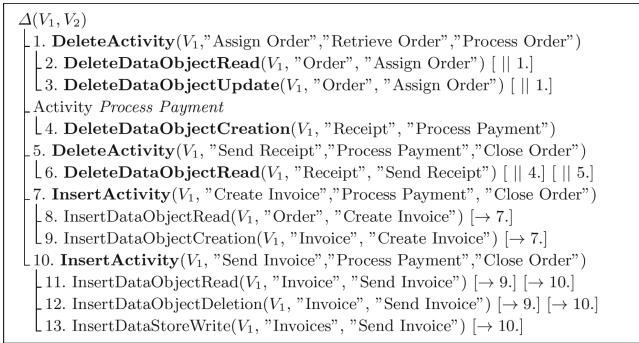 Δ(V₁, V₂)
1. DeleteActivity(V₁,"Assign Order","Retrieve Order","Process Order")
2. DeleteDataObjectRead(V₁, "Order", "Assign Order") [ || 1.]
3. DeleteDataObjectUpdate(V₁, "Order", "Assign Order") [ || 1.]
Activity Process Payment
4. DeleteDataObjectCreation(V₁, "Receipt", "Process Payment")
5. DeleteActivity(V₁, "Send Receipt","Process Payment","Close Order")
6. DeleteDataObjectRead(V₁, "Receipt", "Send Receipt") [ || 4.] [ || 5.]
7. InsertActivity(V₁, "Create Invoice","Process Payment", "Close Order")
8. InsertDataObjectRead(V₁, "Order", "Create Invoice") [→ 7.]
9. InsertDataObjectCreation(V₁, "Invoice", "Create Invoice") [→ 7.]
10. InsertActivity(V₁, "Send Invoice","Process Payment","Close Order")
11. InsertDataObjectRead(V₁, "Invoice", "Send Invoice") [→ 9.] [→ 10.]
12. InsertDataObjectDeletion(V₁, "Invoice", "Send Invoice") [→ 9.] [→ 10.]
13. InsertDataStoreWrite(V₁, "Invoices", "Send Invoice") [→ 10.]